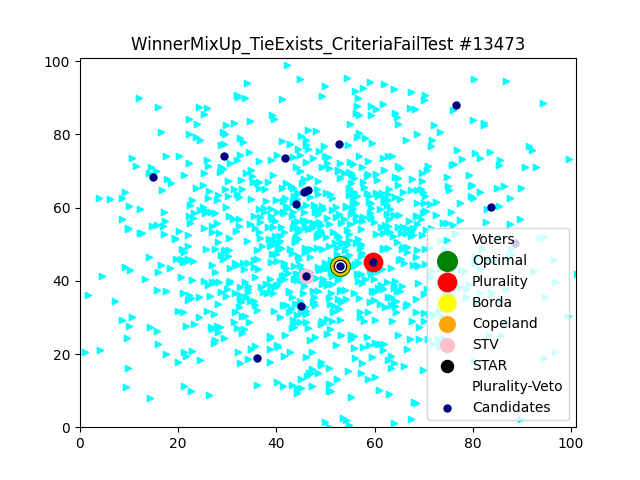 WinnerMixUp_TieExists_CriteriaFailTest #13473
100
80
60
40
20
0
0 20 40 60 80 100
Voters
Optimal
Plurality
Borda
Copeland
STV
STAR
Plurality-Veto
Candidates